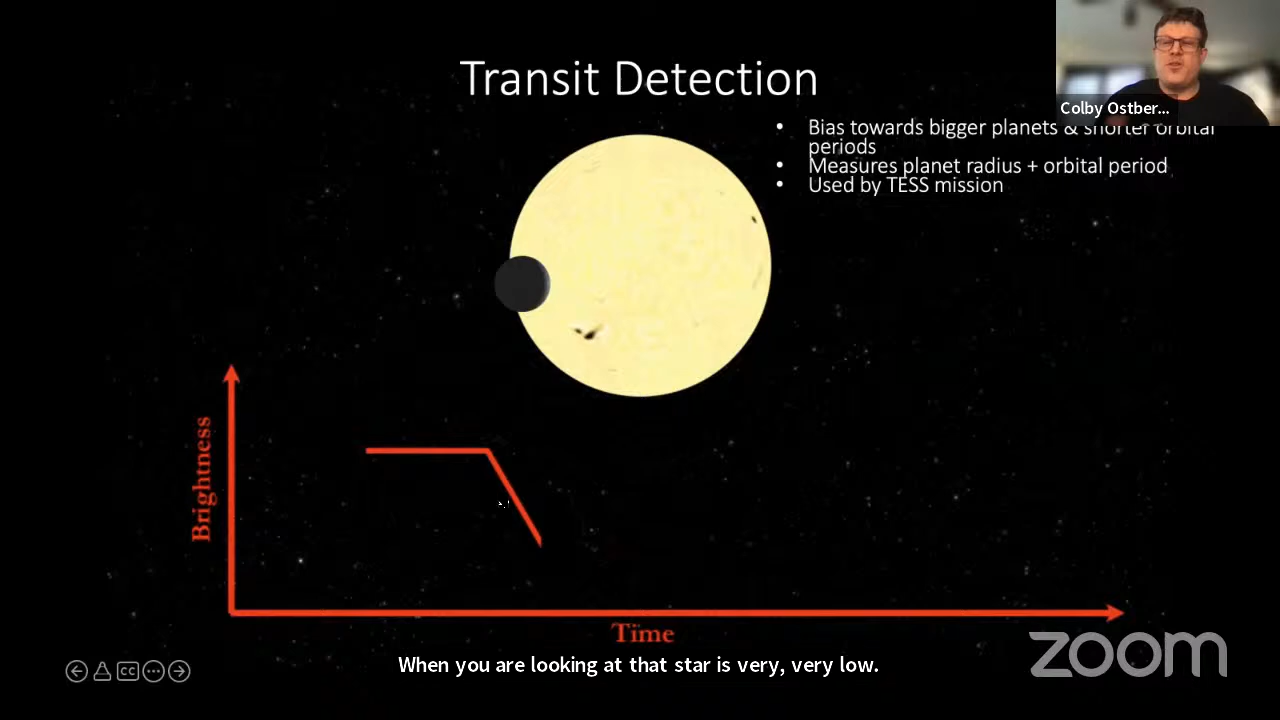 Transit Detection
Colby Ostber...
• Bias towards bigger planets & shorter orbital
periods
• Measures planet radius + orbital period
• Used by TESS mission
Brightness
Time
When you are looking at that star is very, very low.
CC
zoom